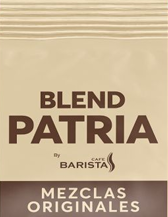 BLEND
PATRIA
By CAFE
BARISTA
MEZCLAS
ORIGINALES